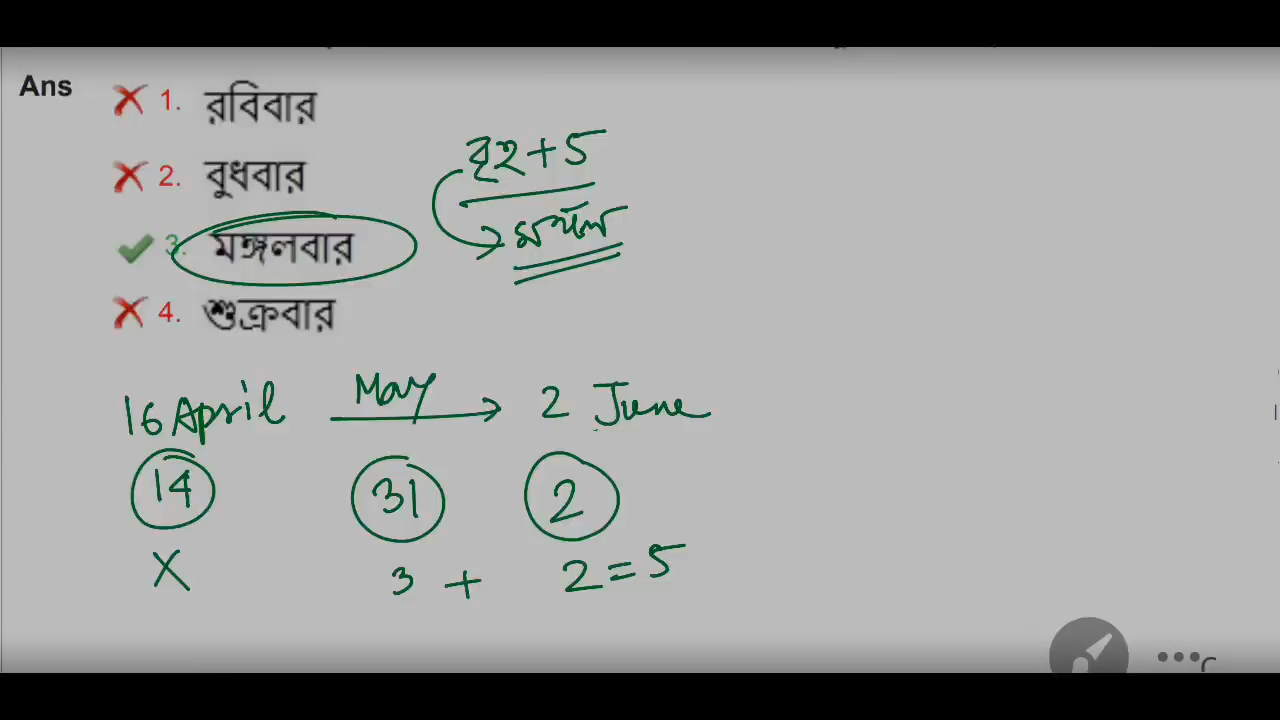 Ans
1. রবিবার
2. বুধবার
3. মঙ্গলবার
4. শুক্রবার
বৃহ + 5
মঙ্গল
16 April May 2 June
14 31 2
X 3 + 2 = 5